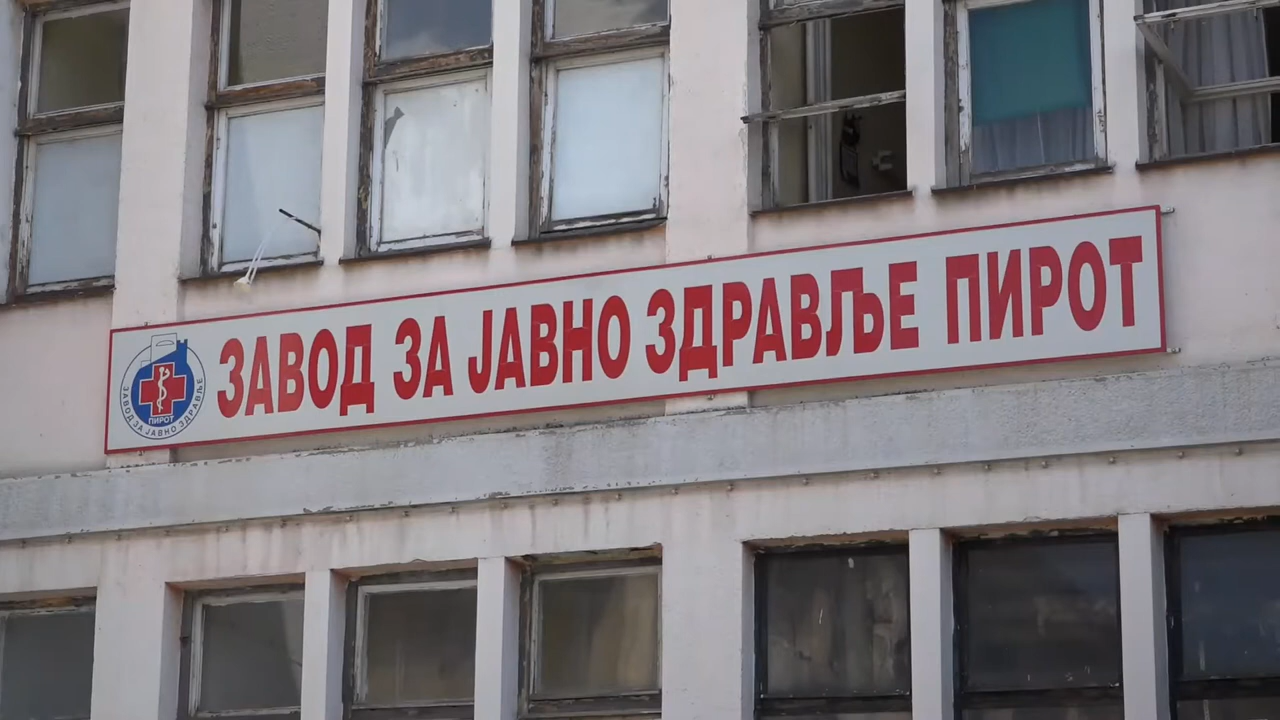 ЗАВОД ЗА ЈАВНО ЗДРАВЉЕ ПИРОТ
ПИРОТ
ЗАВОД ЗА ЈАВНО ЗДРАВЉЕ